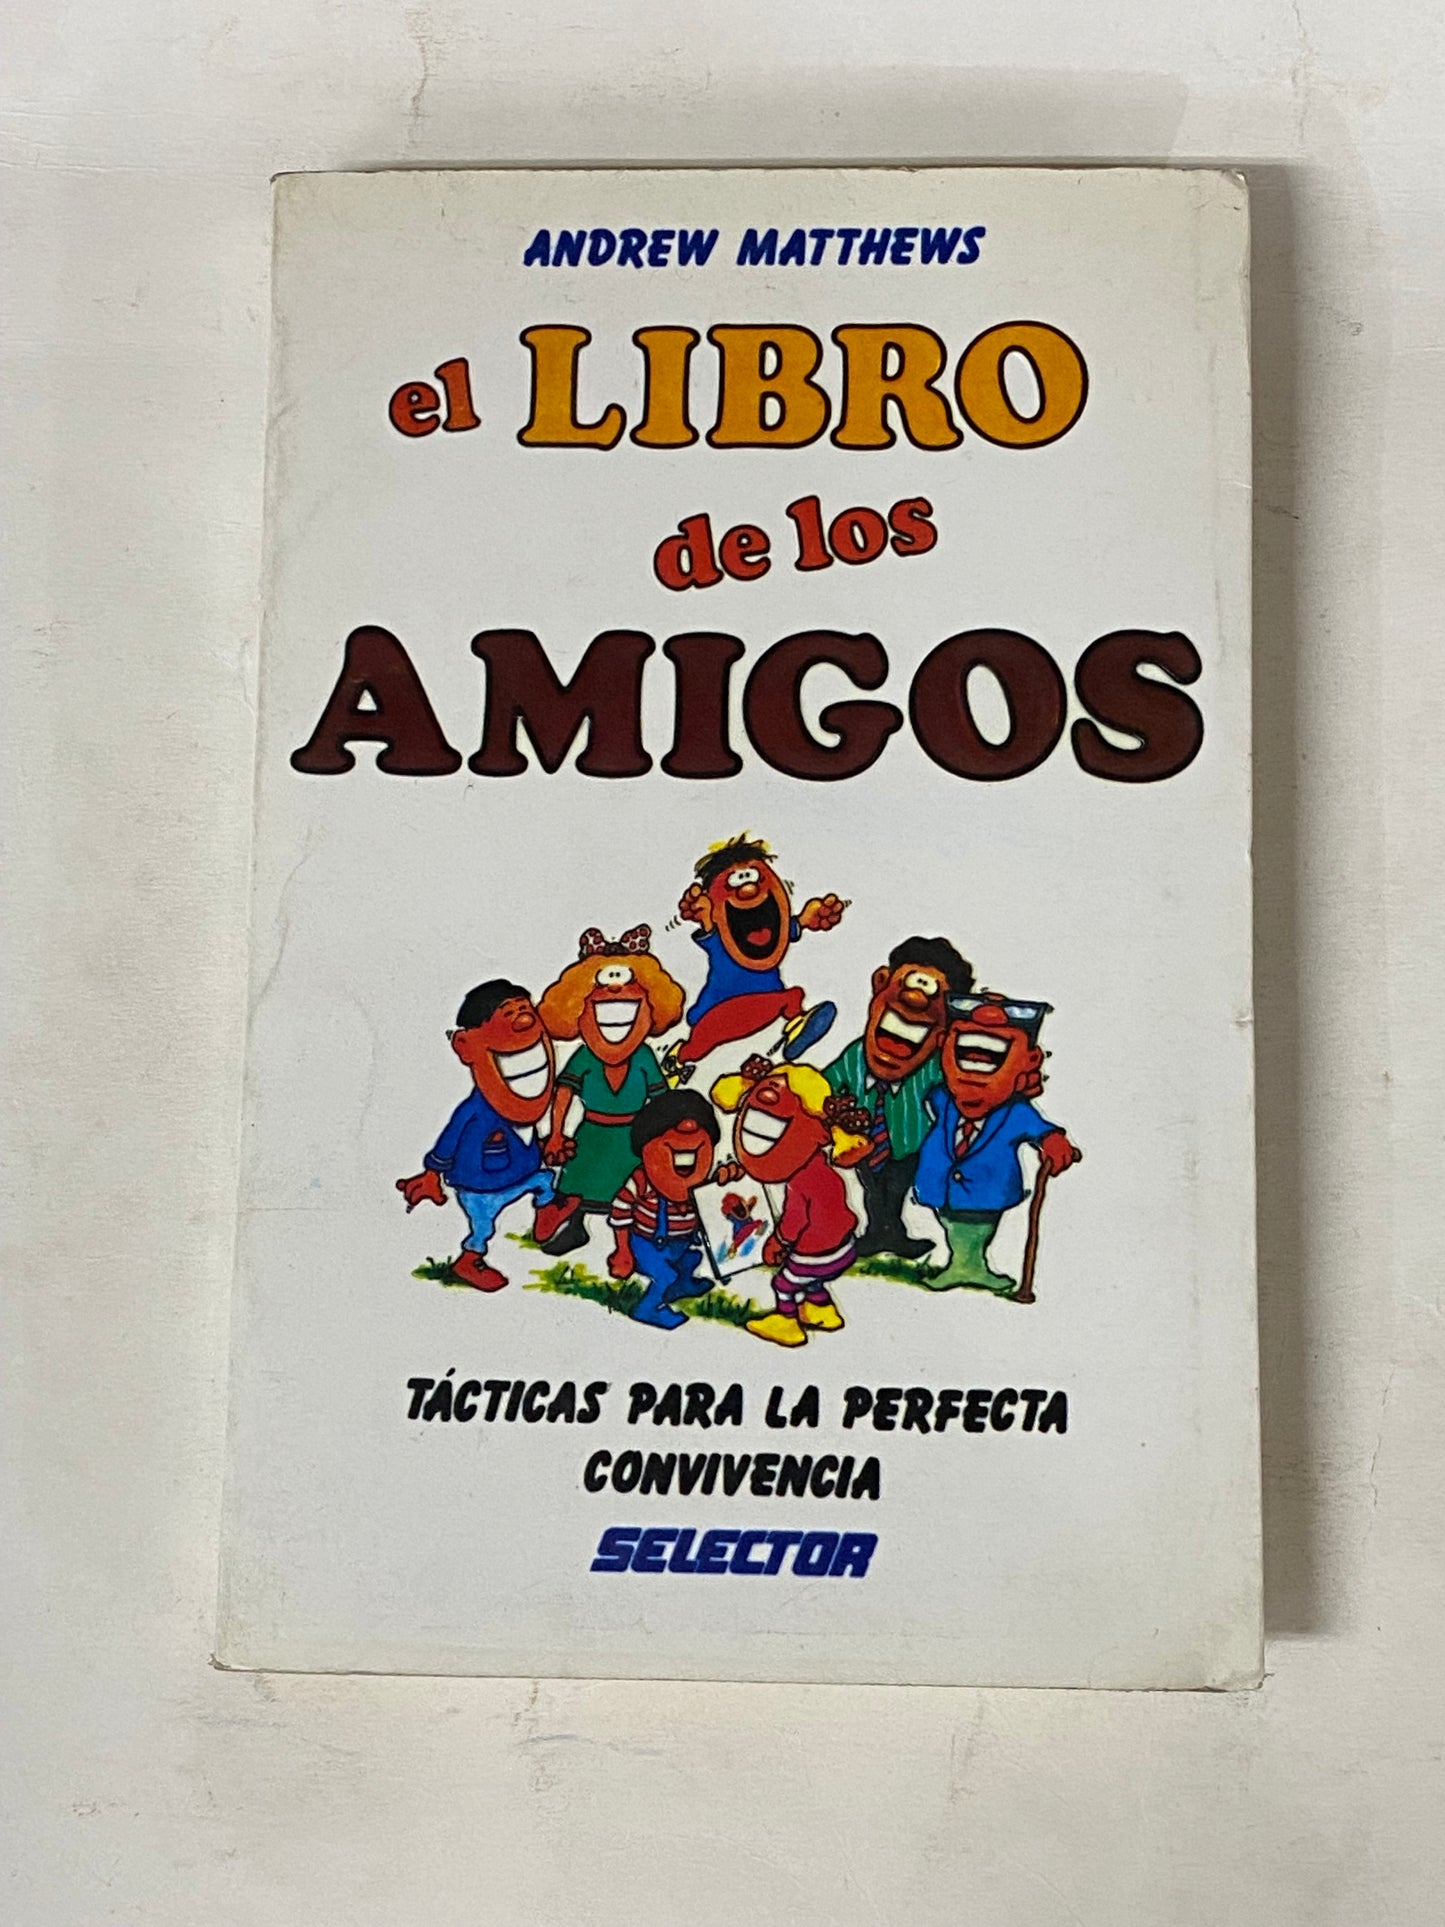 ANDREW MATTHEWS
el LIBRO
de los
AMIGOS
TÁCTICAS PARA LA PERFECTA
CONVIVENCIA
SELECTOR